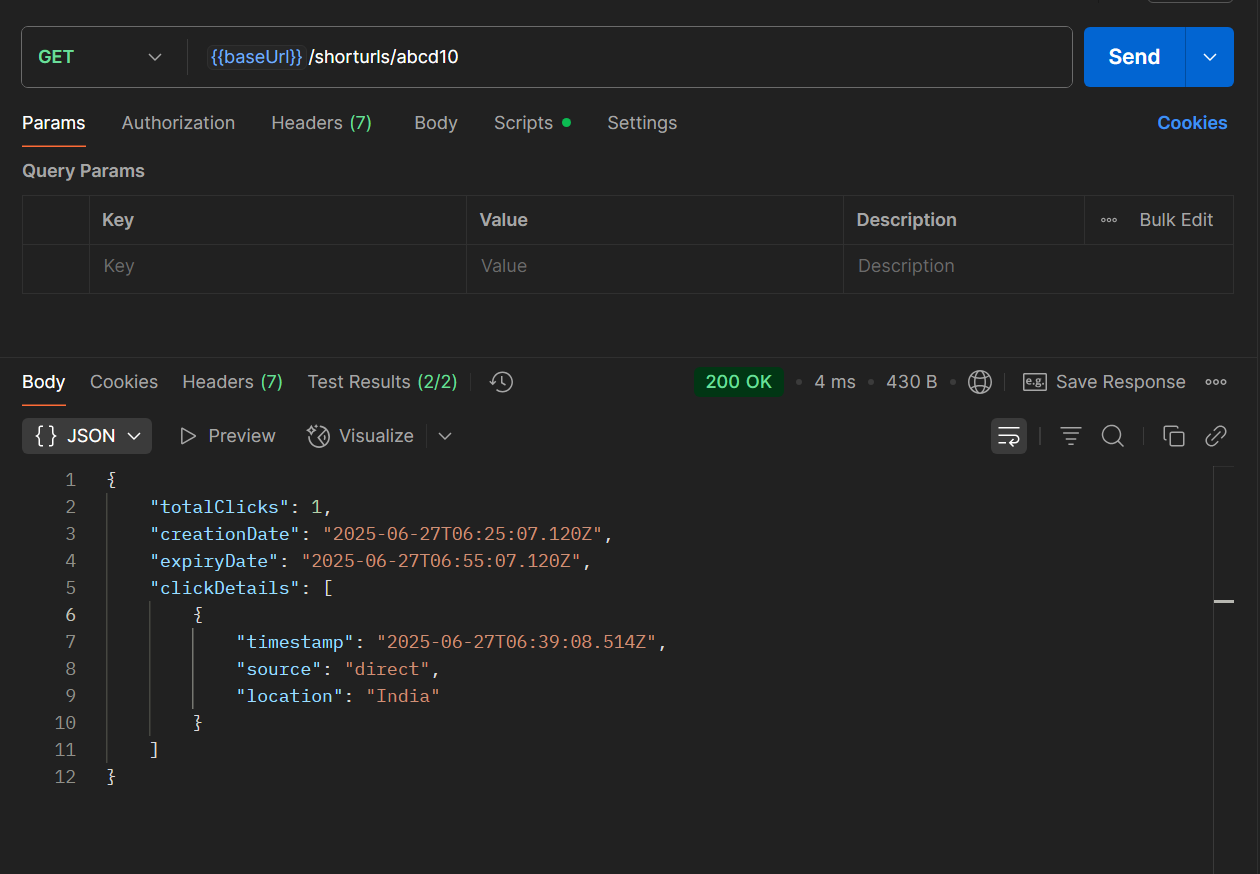 GET {{baseUrl}} /shorturls/abcd10 Send
Params Authorization Headers (7) Body Scripts Settings Cookies
Query Params
Key Value Description Bulk Edit
Key Value Description
Body Cookies Headers (7) Test Results (2/2) 200 OK 4 ms 430 B e.g. Save Response
{} JSON Preview Visualize
1 {
2 "totalClicks": 1,
3 "creationDate": "2025-06-27T06:25:07.120Z",
4 "expiryDate": "2025-06-27T06:55:07.120Z",
5 "clickDetails": [
6 {
7 "timestamp": "2025-06-27T06:39:08.514Z",
8 "source": "direct",
9 "location": "India"
10 }
11 ]
12 }